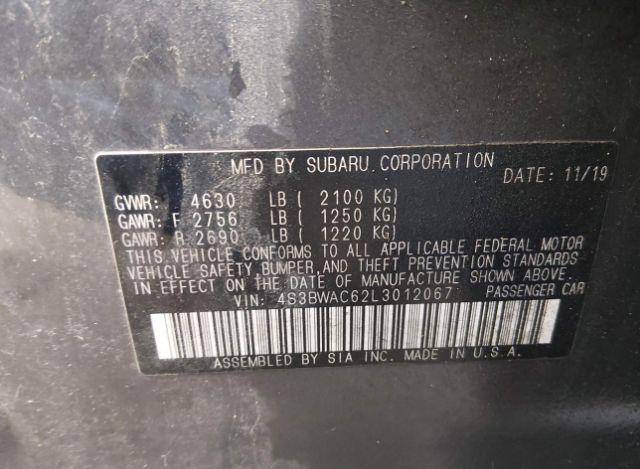 MFD BY SUBARU CORPORATION
DATE: 11/19
GVWR: 4630 LB ( 2100 KG)
GAWR: F 2756 LB ( 1250 KG)
GAWR: R 2690 LB ( 1220 KG)
THIS VEHICLE CONFORMS TO ALL APPLICABLE FEDERAL MOTOR
VEHICLE SAFETY, BUMPER, AND THEFT PREVENTION STANDARDS
IN EFFECT ON THE DATE OF MANUFACTURE SHOWN ABOVE.
VIN: 4S3BWAC62L3012067 PASSENGER CAR
ASSEMBLED BY SIA INC. MADE IN U.S.A.